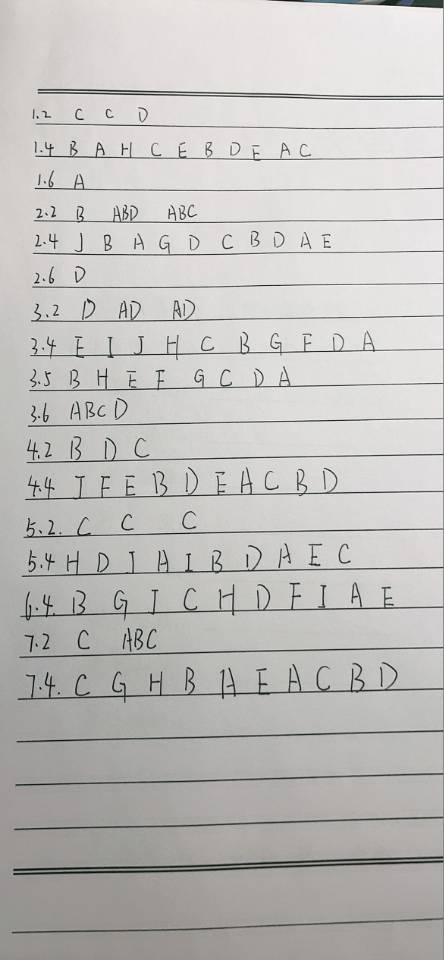 1.2 C C D
1.4 B A H C E B D E A C
1.6 A
2.2 B ABD ABC
2.4 J B A G D C B D A E
2.6 D
3.2 D AD AD
3.4 E I J H C B G F D A
3.5 B H E F G C D A
3.6 ABCD
4.2 B D C
4.4 J F E B D E A C B D
5.2. C C C
5.4 H D J A I B D A E C
6.4. B G J C H D F I A E
7.2 C ABC
7.4. C G H B A E A C B D